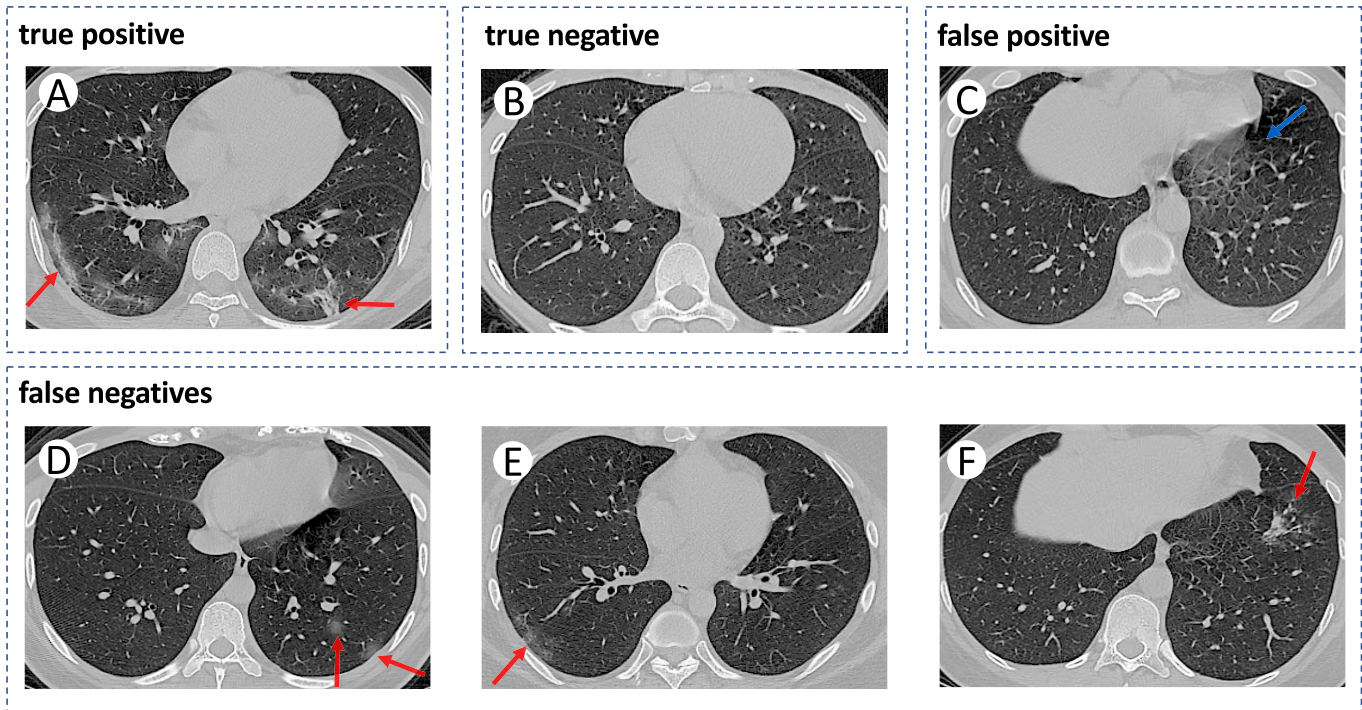 true positive
true negative
false positive
A
B
C
false negatives
D
E
F